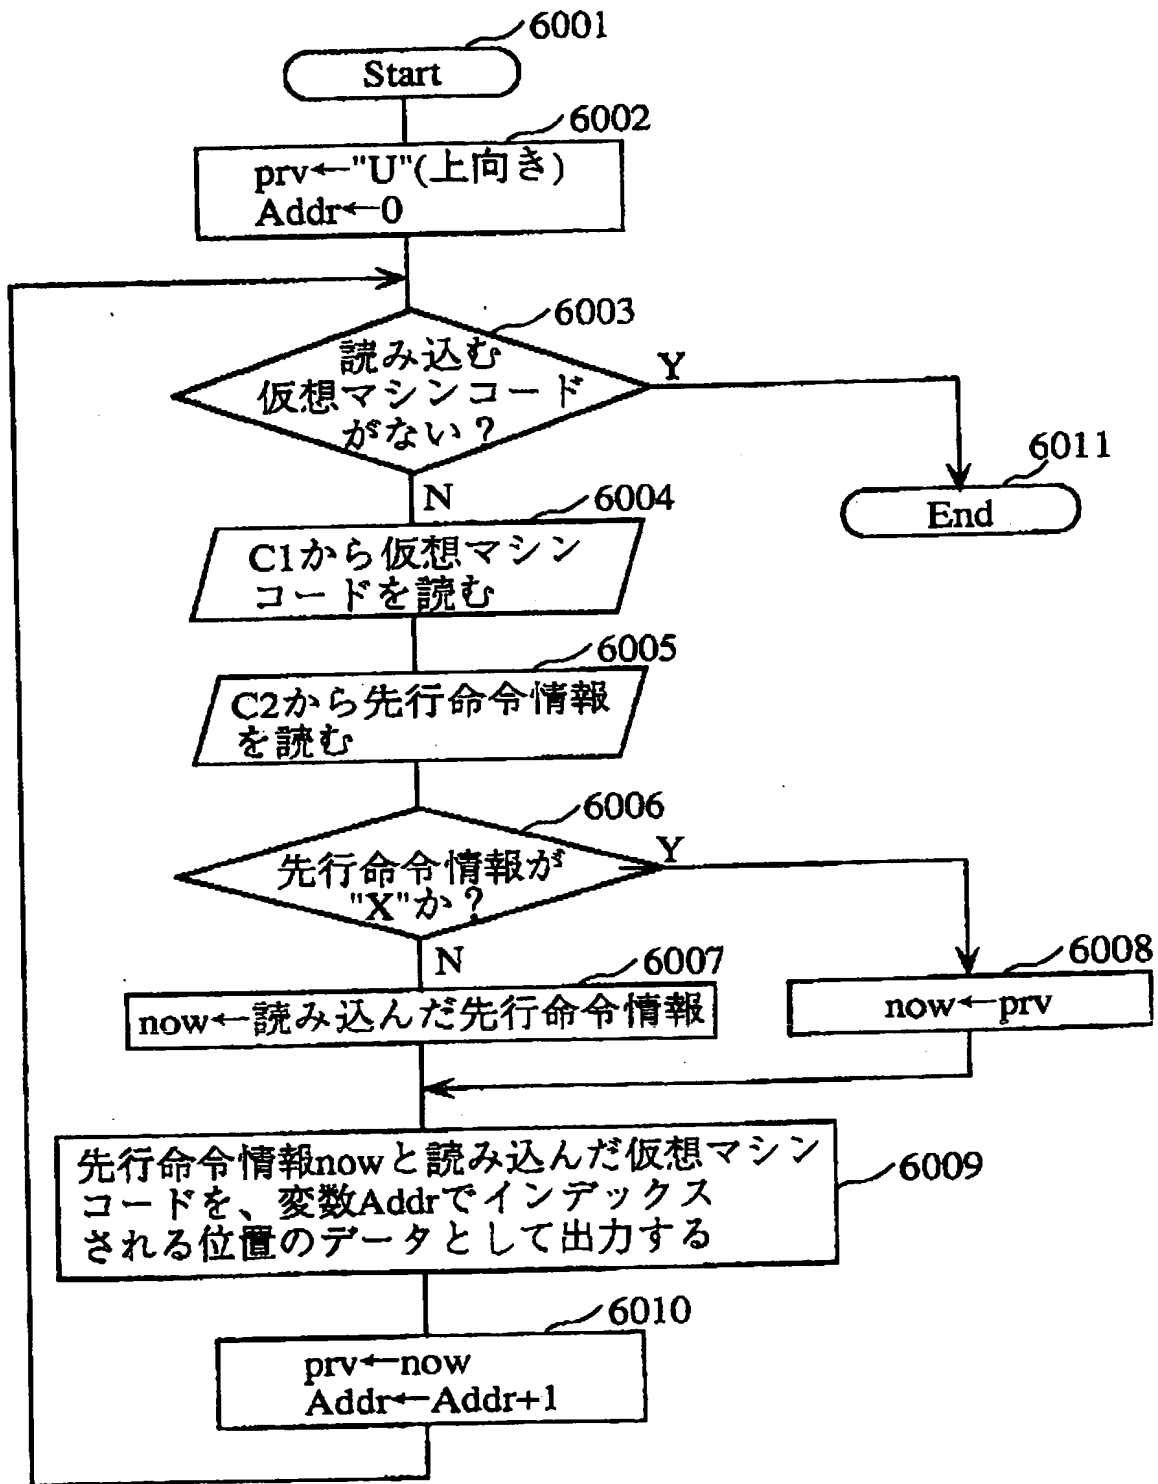 6001
Start
6002
prv←"U"(上向き)
Addr←0
6003
読み込む
仮想マシンコード
がない？
Y
6011
End
N
6004
C1から仮想マシン
コードを読む
6005
C2から先行命令情報
を読む
6006
先行命令情報が
"X"か？
Y
N
6007
now←読み込んだ先行命令情報
6008
now←prv
先行命令情報nowと読み込んだ仮想マシン
コードを、変数Addrでインデックス
される位置のデータとして出力する
6009
6010
prv←now
Addr←Addr+1